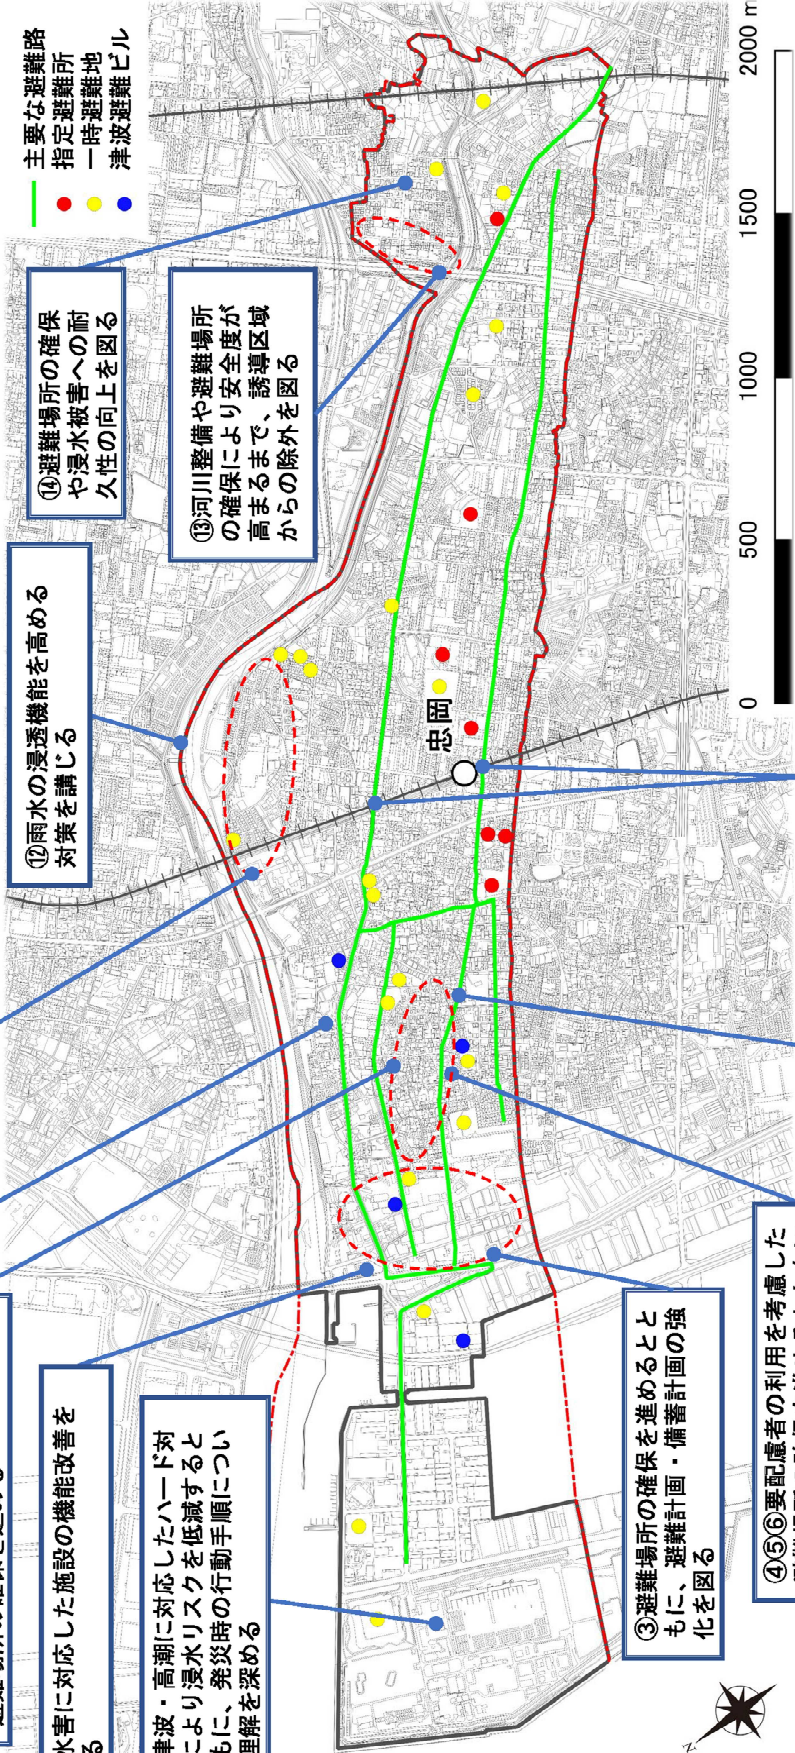 主要な避難路
指定避難所
一時避難地
津波避難ビル
⑭避難場所の確保
や浸水被害への耐
久性の向上を図る
⑬河川整備や避難場所
の確保により安全度が
高まるまで、誘導区域
からの除外を図る
⑫雨水の浸透機能を高める
対策を講じる
水害に対応した施設の機能改善を
る
津波・高潮に対応したハード対
により浸水リスクを低減すると
もに、発災時の行動手順につい
理解を深める
③避難場所の確保を進めるとと
もに、避難計画・備蓄計画の強
化を図る
④⑤⑥要配慮者の利用を考慮した
忠岡
0 500 1000 1500 2000 m
N